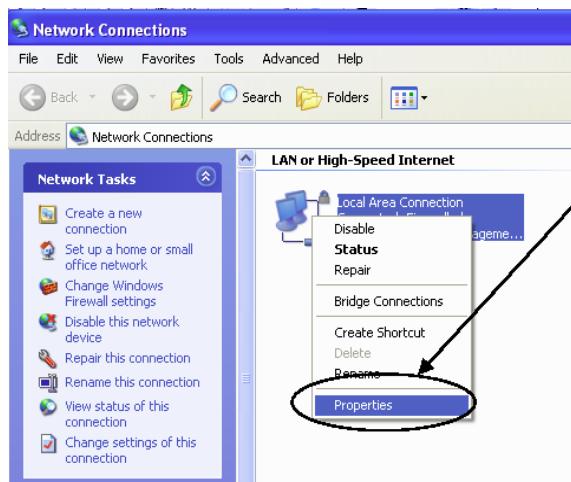 Network Connections
File Edit View Favorites Tools Advanced Help
Back Search Folders
Address Network Connections
Network Tasks
Create a new
connection
Set up a home or small
office network
Change Windows
Firewall settings
Disable this network
device
Repair this connection
Rename this connection
View status of this
connection
Change settings of this
connection
LAN or High-Speed Internet
Local Area Connection
ageme...
Disable
Status
Repair
Bridge Connections
Create Shortcut
Delete
Rename
Properties